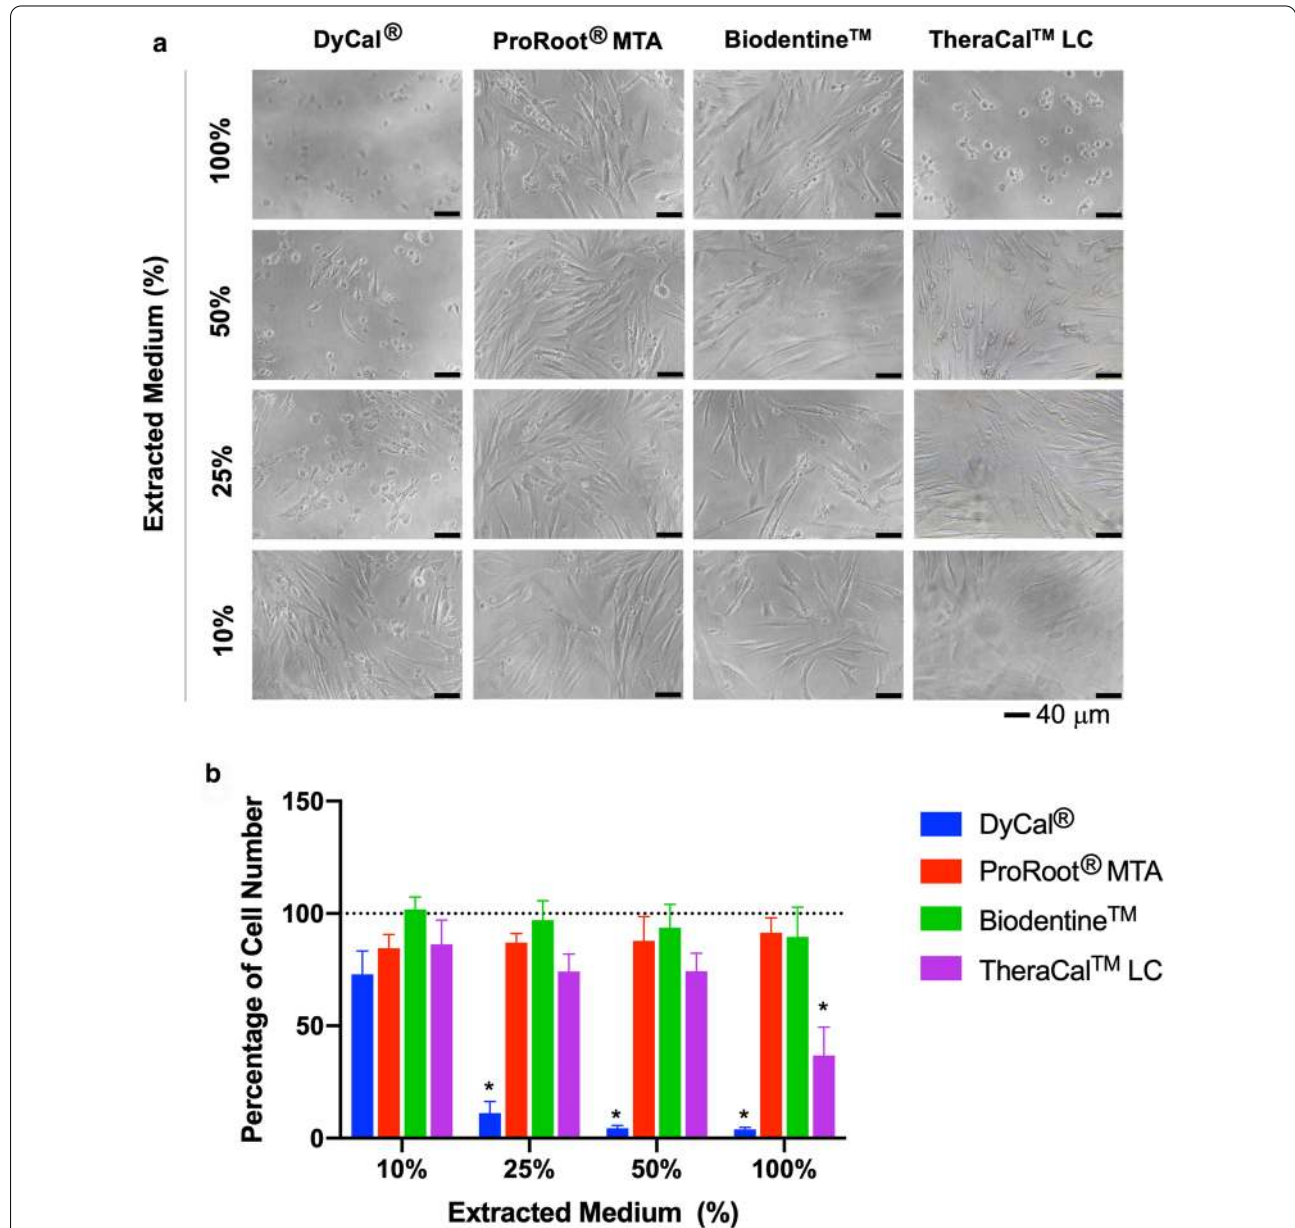 a
DyCal® ProRoot® MTA Biodentine™ TheraCal™ LC
Extracted Medium (%)
100%
50%
25%
10%
40 μm
b
Percentage of Cell Number
150
100
50
0
*
*
*
*
10% 25% 50% 100%
Extracted Medium (%)
DyCal®
ProRoot® MTA
Biodentine™
TheraCal™ LC